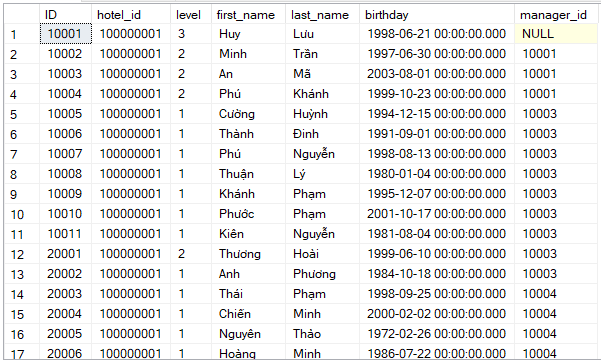 ID hotel_id level first_name last_name birthday manager_id
1 10001 100000001 3 Huy Lưu 1998-06-21 00:00:00.000 NULL
2 10002 100000001 2 Minh Trần 1997-06-30 00:00:00.000 10001
3 10003 100000001 2 An Mã 2003-08-01 00:00:00.000 10001
4 10004 100000001 2 Phú Khánh 1999-10-23 00:00:00.000 10001
5 10005 100000001 1 Cường Huỳnh 1994-12-15 00:00:00.000 10003
6 10006 100000001 1 Thành Đinh 1991-09-01 00:00:00.000 10003
7 10007 100000001 1 Phú Nguyễn 1998-08-13 00:00:00.000 10003
8 10008 100000001 1 Thuận Lý 1980-01-04 00:00:00.000 10003
9 10009 100000001 1 Khánh Phạm 1995-12-07 00:00:00.000 10003
10 10010 100000001 1 Phước Phạm 2001-10-17 00:00:00.000 10003
11 10011 100000001 1 Kiên Nguyễn 1981-08-04 00:00:00.000 10003
12 20001 100000001 2 Thương Hoài 1999-06-10 00:00:00.000 10003
13 20002 100000001 1 Anh Phương 1984-10-18 00:00:00.000 10003
14 20003 100000001 1 Thái Phạm 1998-09-25 00:00:00.000 10004
15 20004 100000001 1 Chiến Minh 2000-02-02 00:00:00.000 10004
16 20005 100000001 1 Nguyên Thảo 1972-02-26 00:00:00.000 10004
17 20006 100000001 1 Hoàng Minh 1986-07-22 00:00:00.000 10004